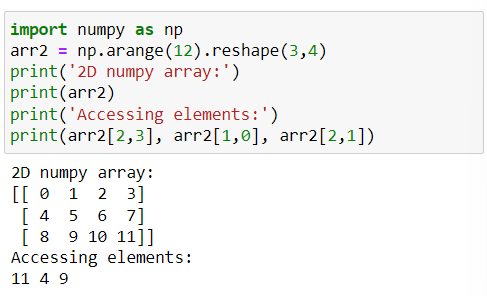 import numpy as np
arr2 = np.arange(12).reshape(3,4)
print('2D numpy array:')
print(arr2)
print('Accessing elements:')
print(arr2[2,3], arr2[1,0], arr2[2,1])
2D numpy array:
[[ 0  1  2  3]
 [ 4  5  6  7]
 [ 8  9 10 11]]
Accessing elements:
11 4 9